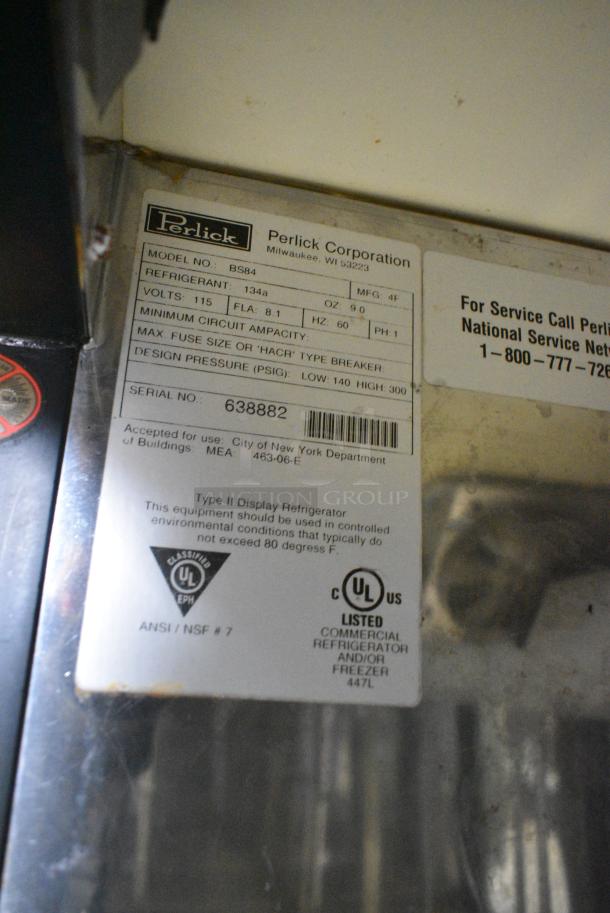 Perlick
Perlick Corporation
Milwaukee, WI 53223
MODEL NO.: BS84
MFG: 4F
REFRIGERANT: 134a OZ: 9.0
VOLTS: 115 FLA: 8.1 HZ: 60 PH: 1
MINIMUM CIRCUIT AMPACITY:
MAX. FUSE SIZE OR 'HACR' TYPE BREAKER:
DESIGN PRESSURE (PSIG): LOW: 140 HIGH: 300
SERIAL NO.: 638882
Accepted for use: City of New York Department
of Buildings: MEA: 463-06-E
Type II Display Refrigerator
This equipment should be used in controlled
environmental conditions that typically do
not exceed 80 degress F.
CLASSIFIED
UL
EPH
ANSI / NSF # 7
C UL US
LISTED
COMMERCIAL
REFRIGERATOR
AND/OR
FREEZER
447L
For Service Call Perli
National Service Net
1-800-777-726
AUCTION GROUP